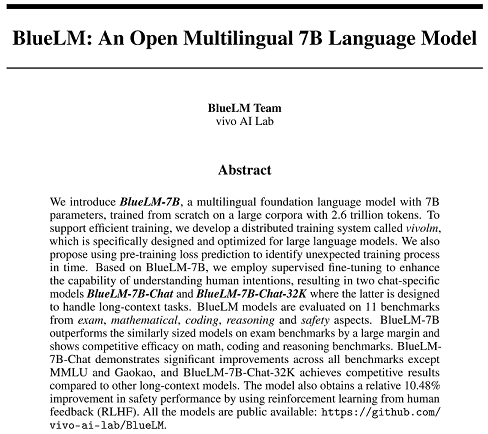 BlueLM: An Open Multilingual 7B Language Model
BlueLM Team
vivo AI Lab
Abstract
We introduce BlueLM-7B, a multilingual foundation language model with 7B
parameters, trained from scratch on a large corpora with 2.6 trillion tokens. To
support efficient training, we develop a distributed training system called vivolm,
which is specifically designed and optimized for large language models. We also
propose using pre-training loss prediction to identify unexpected training process
in time. Based on BlueLM-7B, we employ supervised fine-tuning to enhance
the capability of understanding human intentions, resulting in two chat-specific
models BlueLM-7B-Chat and BlueLM-7B-Chat-32K where the latter is designed
to handle long-context tasks. BlueLM models are evaluated on 11 benchmarks
from exam, mathematical, coding, reasoning and safety aspects. BlueLM-7B
outperforms the similarly sized models on exam benchmarks by a large margin and
shows competitive efficacy on math, coding and reasoning benchmarks. BlueLM-
7B-Chat demonstrates significant improvements across all benchmarks except
MMLU and Gaokao, and BlueLM-7B-Chat-32K achieves competitive results
compared to other long-context models. The model also obtains a relative 10.48%
improvement in safety performance by using reinforcement learning from human
feedback (RLHF). All the models are public available: https://github.com/
vivo-ai-lab/BlueLM.